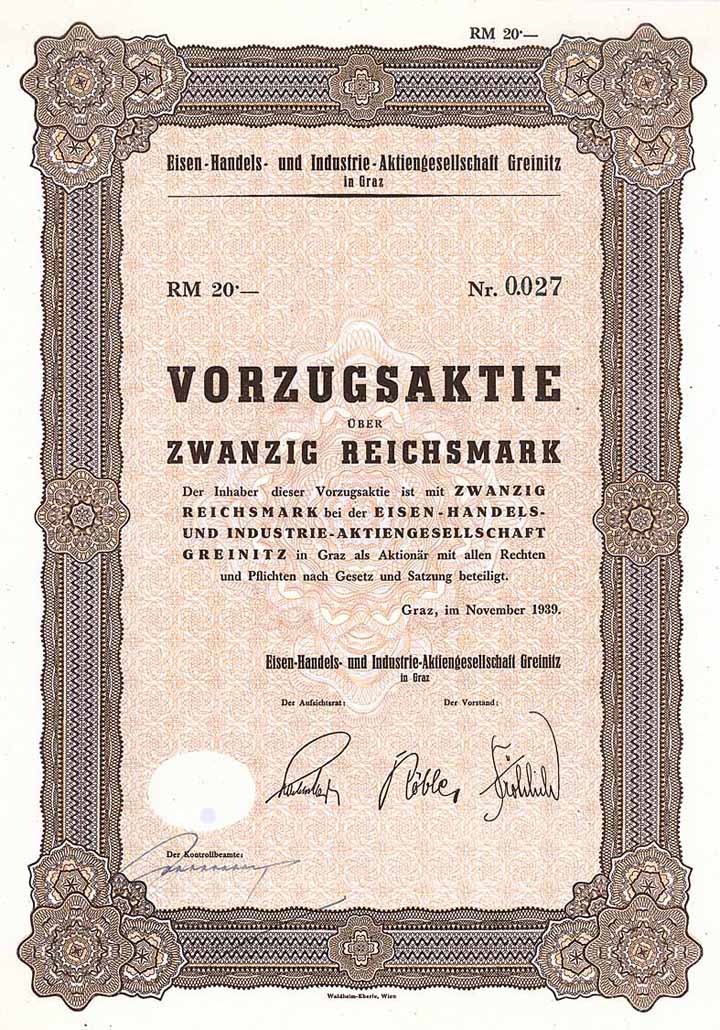 RM 20·—
Eisen-Handels- und Industrie-Aktiengesellschaft Greinitz
in Graz
RM 20·—
Nr. 0.027
VORZUGSAKTIE
ÜBER
ZWANZIG REICHSMARK
Der Inhaber dieser Vorzugsaktie ist mit ZWANZIG
REICHSMARK bei der EISEN-HANDELS-
UND INDUSTRIE-AKTIENGESELLSCHAFT
GREINITZ in Graz als Aktionär mit allen Rechten
und Pflichten nach Gesetz und Satzung beteiligt.
Graz, im November 1939.
Eisen-Handels- und Industrie-Aktiengesellschaft Greinitz
in Graz
Der Aufsichtsrat:
Der Vorstand:
Fröhlich
Der Kontrollbeamte:
Waldheim-Eberle, Wien